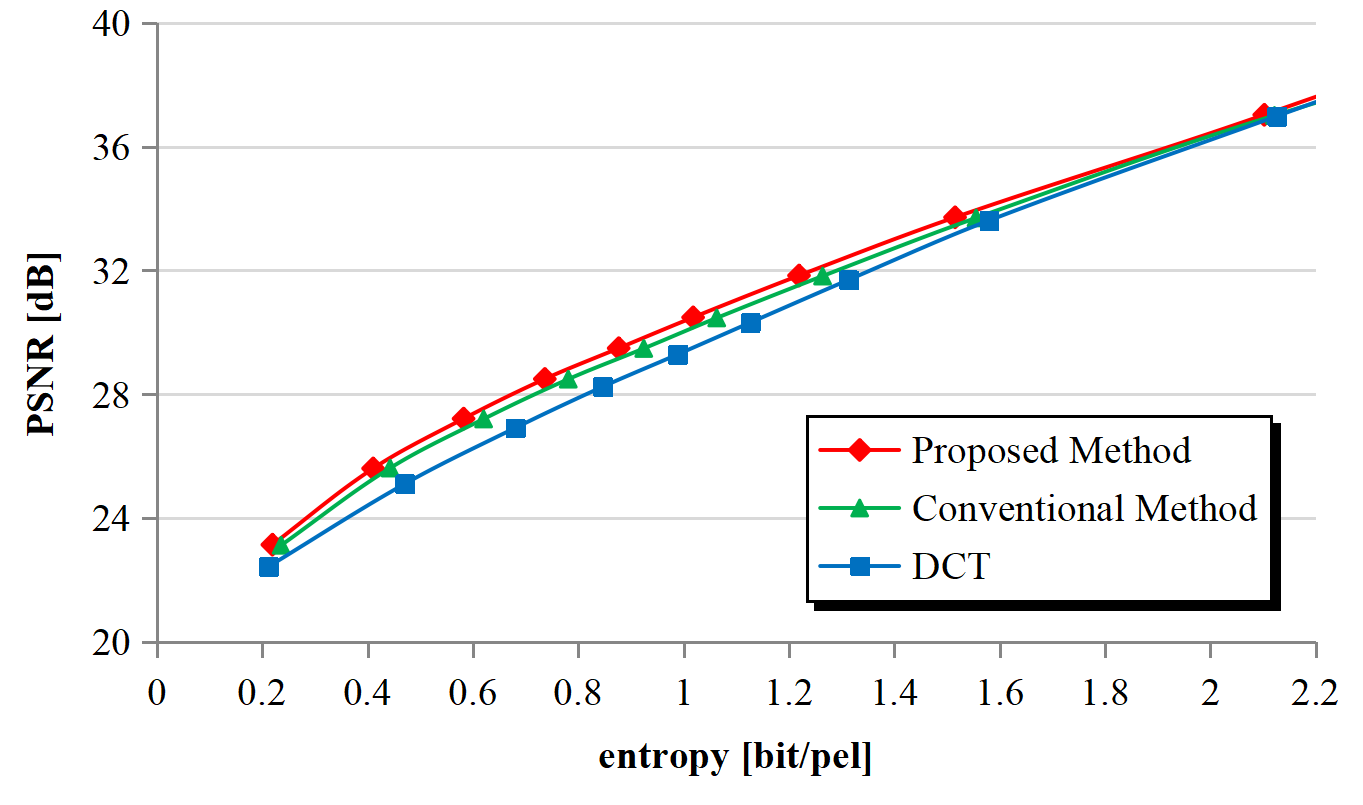 40
36
32
28
24
20
PSNR [dB]
Proposed Method
Conventional Method
DCT
0 0.2 0.4 0.6 0.8 1 1.2 1.4 1.6 1.8 2 2.2
entropy [bit/pel]